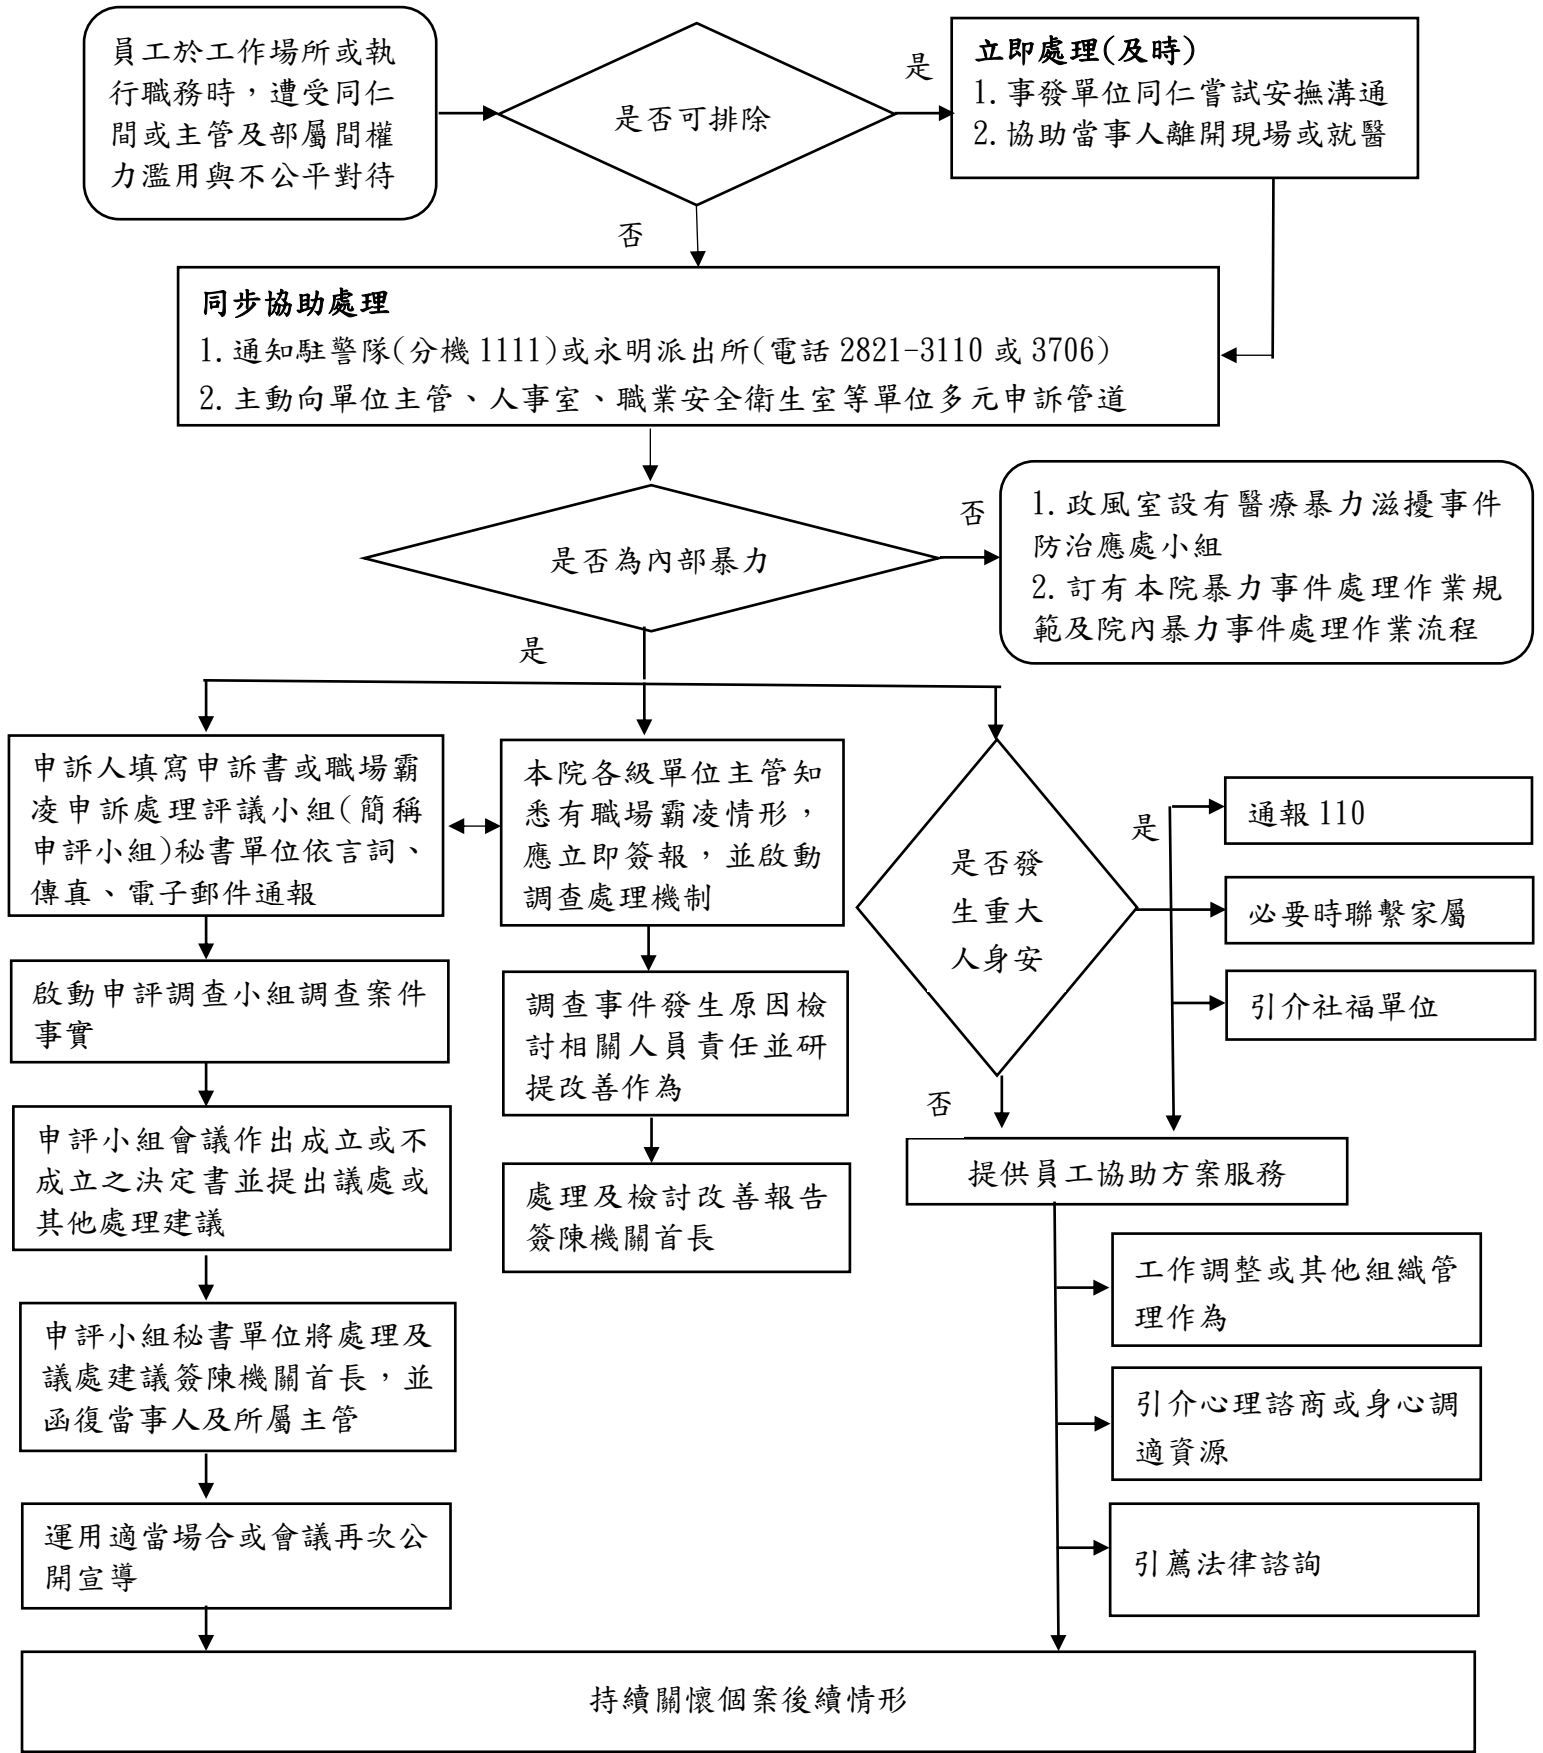 員工於工作場所或執
行職務時，遭受同仁
間或主管及部屬間權
力濫用與不公平對待
是否可排除
是
立即處理(及時)
1.事發單位同仁嘗試安撫溝通
2.協助當事人離開現場或就醫
否
同步協助處理
1.通知駐警隊(分機 1111)或永明派出所(電話 2821-3110 或 3706)
2.主動向單位主管、人事室、職業安全衛生室等單位多元申訴管道
是否為內部暴力
否
1.政風室設有醫療暴力滋擾事件
防治應處小組
2.訂有本院暴力事件處理作業規
範及院內暴力事件處理作業流程
是
申訴人填寫申訴書或職場霸
凌申訴處理評議小組(簡稱
申評小組)秘書單位依言詞、
傳真、電子郵件通報
啟動申評調查小組調查案件
事實
申評小組會議作出成立或不
成立之決定書並提出議處或
其他處理建議
申評小組秘書單位將處理及
議處建議簽陳機關首長，並
函復當事人及所屬主管
運用適當場合或會議再次公
開宣導
本院各級單位主管知
悉有職場霸凌情形，
應立即簽報，並啟動
調查處理機制
調查事件發生原因檢
討相關人員責任並研
提改善作為
處理及檢討改善報告
簽陳機關首長
是否發
生重大
人身安
是
通報 110
必要時聯繫家屬
引介社福單位
否
提供員工協助方案服務
工作調整或其他組織管
理作為
引介心理諮商或身心調
適資源
引薦法律諮詢
持續關懷個案後續情形